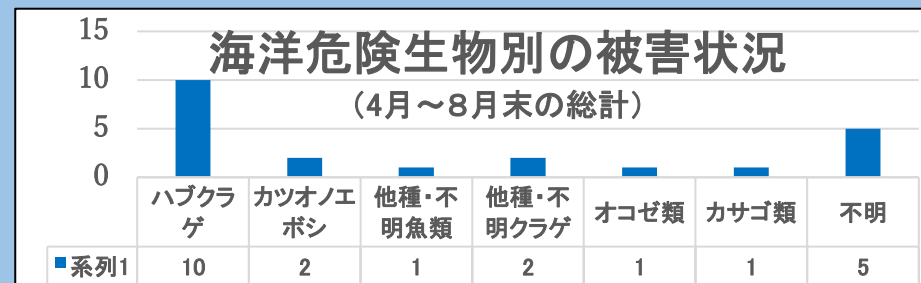 海洋危険生物別の被害状況
（4月～8月末の総計）
15
10
5
0
ハブクラ
ゲ
カツオノエ
ボシ
他種・不
明魚類
他種・不
明クラゲ
オコゼ類
カサゴ類
不明
系列1 10 2 1 2 1 1 5